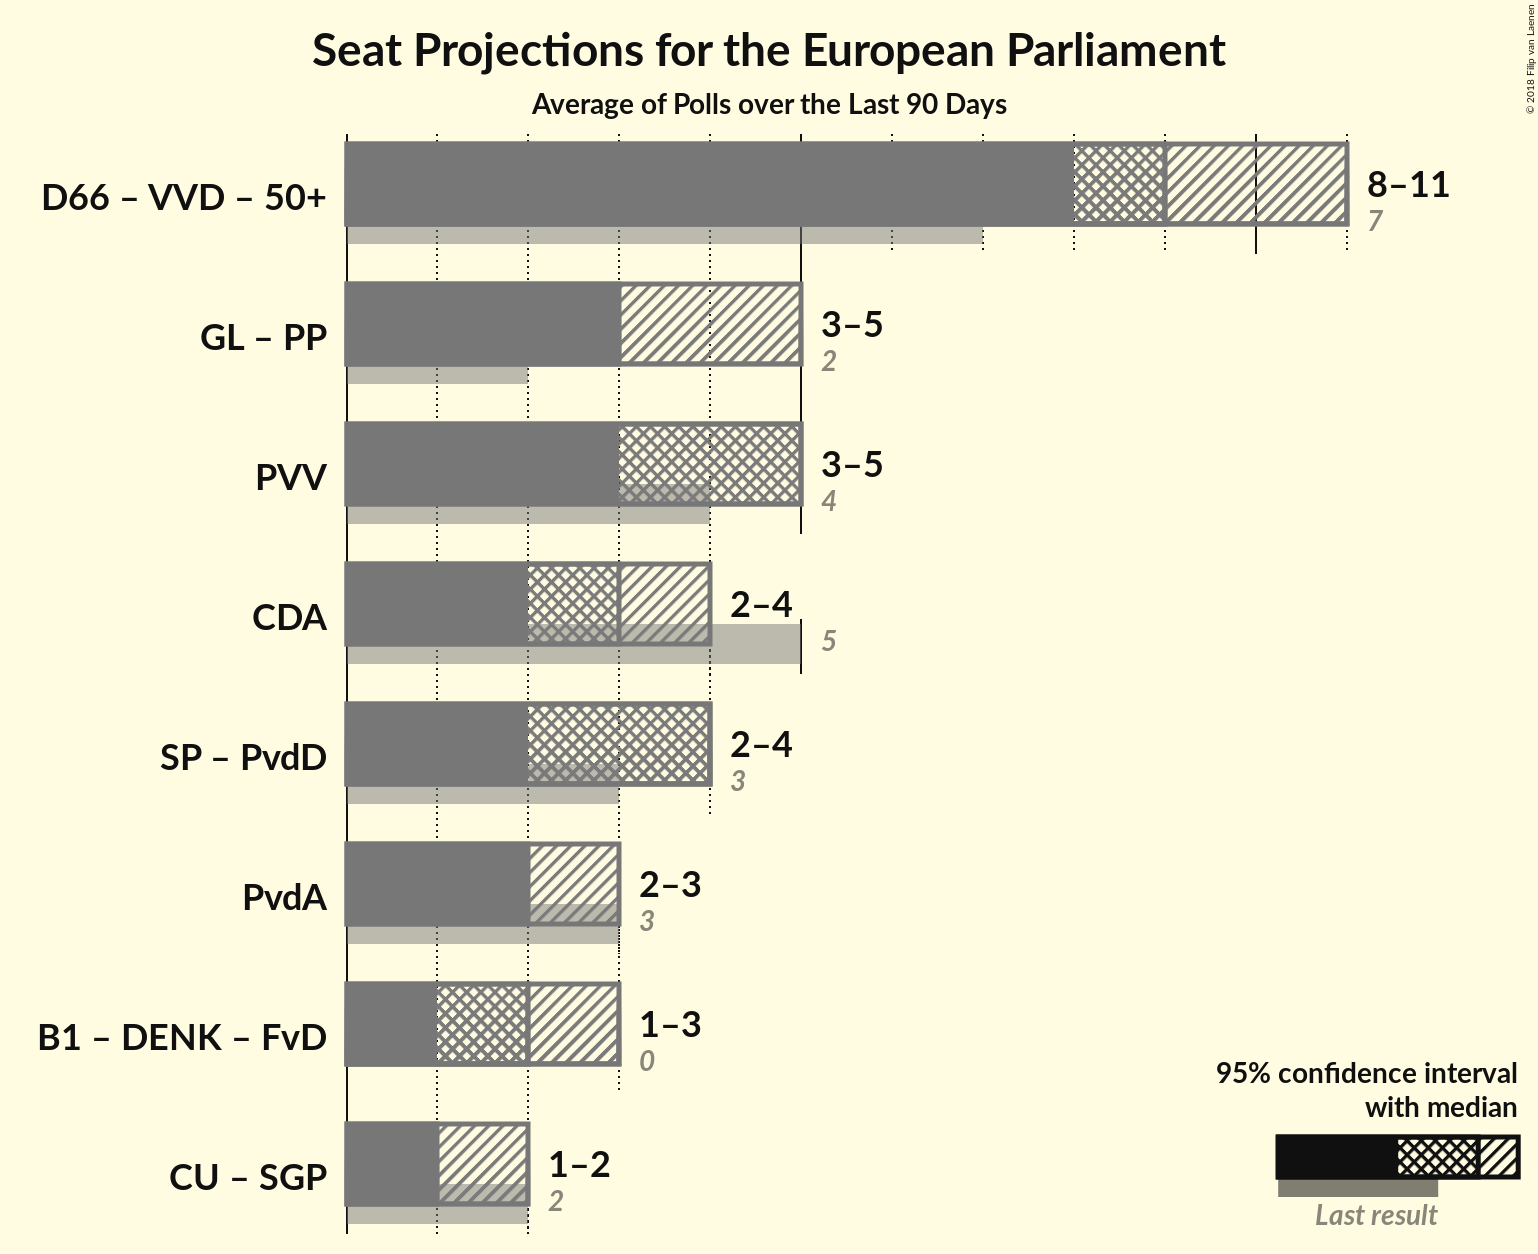 Seat Projections for the European Parliament
Average of Polls over the Last 90 Days
© 2018 Filip van Laenen
D66 – VVD – 50+
8–11
7
GL – PP
3–5
2
PVV
3–5
4
CDA
2–4
5
SP – PvdD
2–4
3
PvdA
2–3
3
B1 – DENK – FvD
1–3
0
CU – SGP
1–2
2
95% confidence interval
with median
Last result